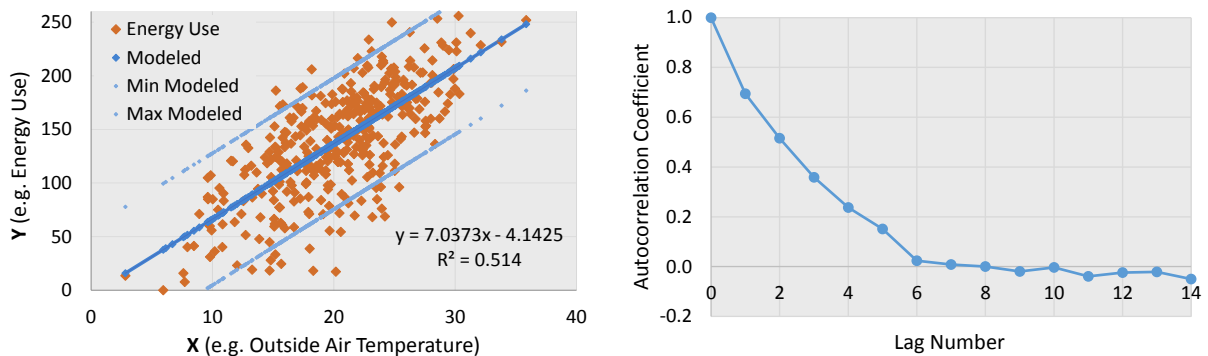 250
200
150
100
50
0
Y (e.g. Energy Use)
Energy Use
Modeled
Min Modeled
Max Modeled
y = 7.0373x - 4.1425
R² = 0.514
0 10 20 30 40
X (e.g. Outside Air Temperature)
1.0
0.8
0.6
0.4
0.2
0.0
-0.2
Autocorrelation Coefficient
0 2 4 6 8 10 12 14
Lag Number